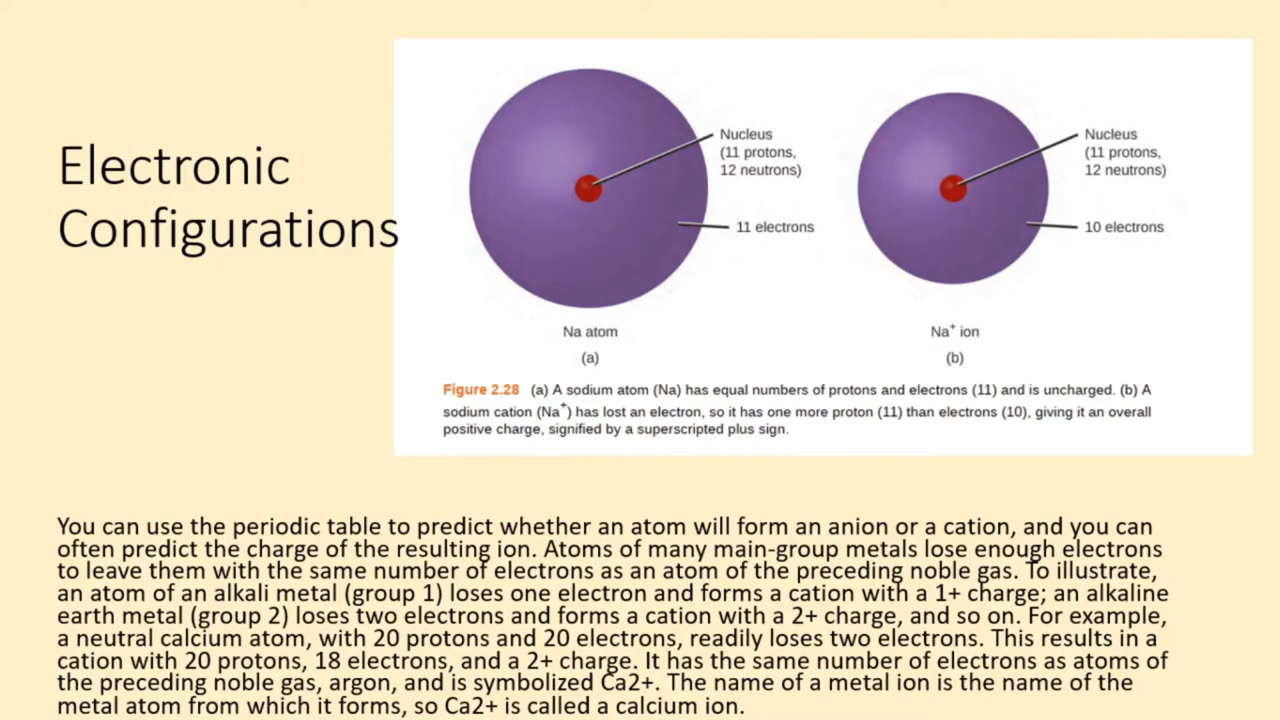 Electronic
Configurations
Nucleus
(11 protons,
12 neutrons)
11 electrons
Na atom
(a)
Nucleus
(11 protons,
12 neutrons)
10 electrons
Na⁺ ion
(b)
Figure 2.28 (a) A sodium atom (Na) has equal numbers of protons and electrons (11) and is uncharged. (b) A
sodium cation (Na⁺) has lost an electron, so it has one more proton (11) than electrons (10), giving it an overall
positive charge, signified by a superscripted plus sign.
You can use the periodic table to predict whether an atom will form an anion or a cation, and you can
often predict the charge of the resulting ion. Atoms of many main-group metals lose enough electrons
to leave them with the same number of electrons as an atom of the preceding noble gas. To illustrate,
an atom of an alkali metal (group 1) loses one electron and forms a cation with a 1+ charge; an alkaline
earth metal (group 2) loses two electrons and forms a cation with a 2+ charge, and so on. For example,
a neutral calcium atom, with 20 protons and 20 electrons, readily loses two electrons. This results in a
cation with 20 protons, 18 electrons, and a 2+ charge. It has the same number of electrons as atoms of
the preceding noble gas, argon, and is symbolized Ca2+. The name of a metal ion is the name of the
metal atom from which it forms, so Ca2+ is called a calcium ion.